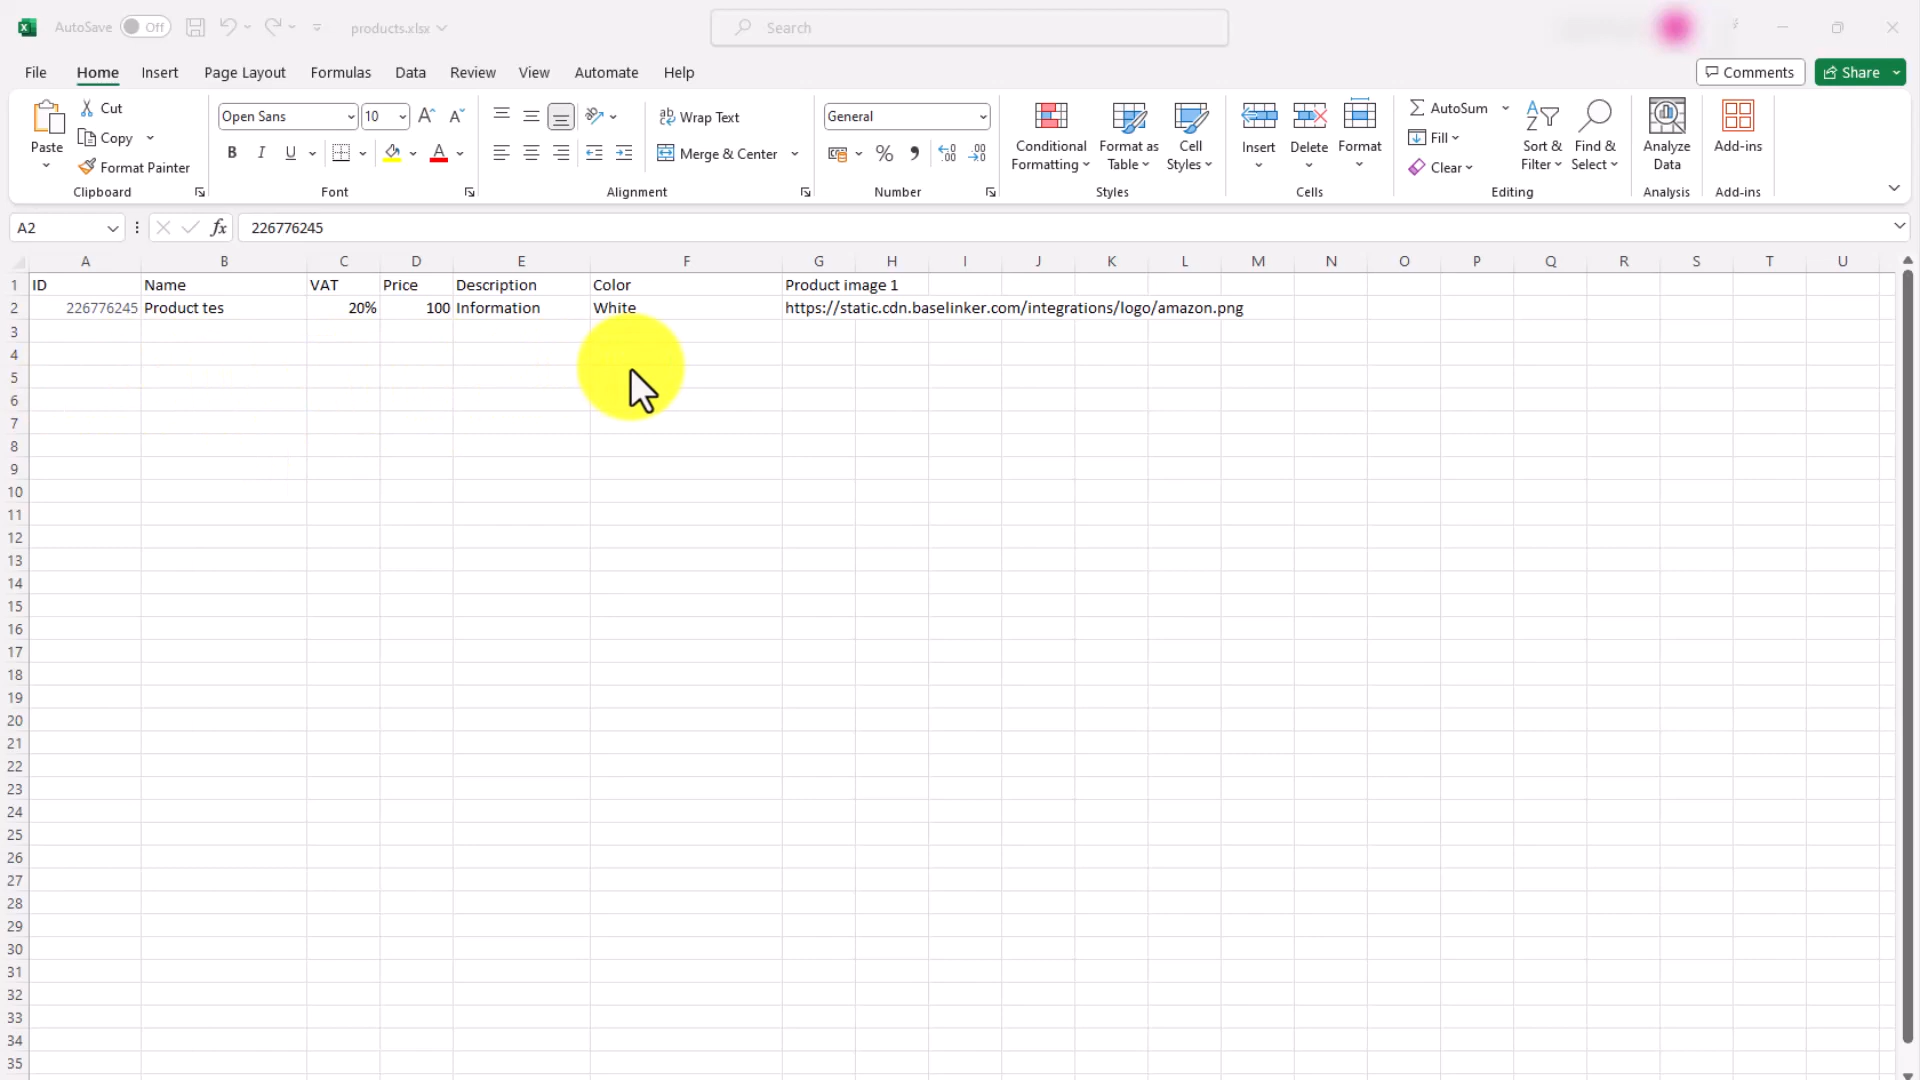 AutoSave Off products.xlsx Search
File Home Insert Page Layout Formulas Data Review View Automate Help Comments Share
Paste Cut Copy Format Painter Clipboard
Open Sans 10 B I U A Font
Wrap Text Merge & Center Alignment
General % Number
Conditional Formatting Format as Table Cell Styles Styles
Insert Delete Format Cells
AutoSum Fill Clear Sort & Filter Find & Select Editing
Analyze Data Analysis
Add-ins Add-ins
A2 fx 226776245
A B C D E F G H I J K L M N O P Q R S T U
1 ID Name VAT Price Description Color Product image 1
2 226776245 Product tes 20% 100 Information White https://static.cdn.baselinker.com/integrations/logo/amazon.png
3
4
5
6
7
8
9
10
11
12
13
14
15
16
17
18
19
20
21
22
23
24
25
26
27
28
29
30
31
32
33
34
35